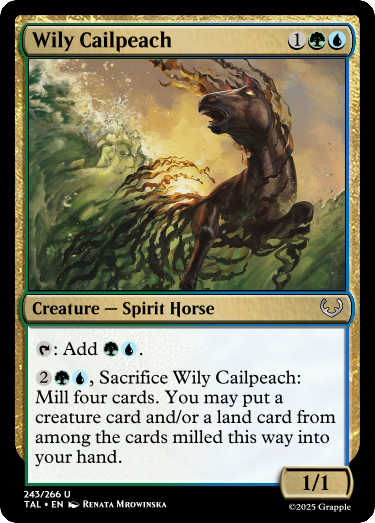 Wily Cailpeach 1
Creature — Spirit Horse
: Add .
2, Sacrifice Wily Cailpeach:
Mill four cards. You may put a
creature card and/or a land card from
among the cards milled this way into
your hand.
1/1
243/266 U
TAL • EN Renata Mrowinska
©2025 Grapple